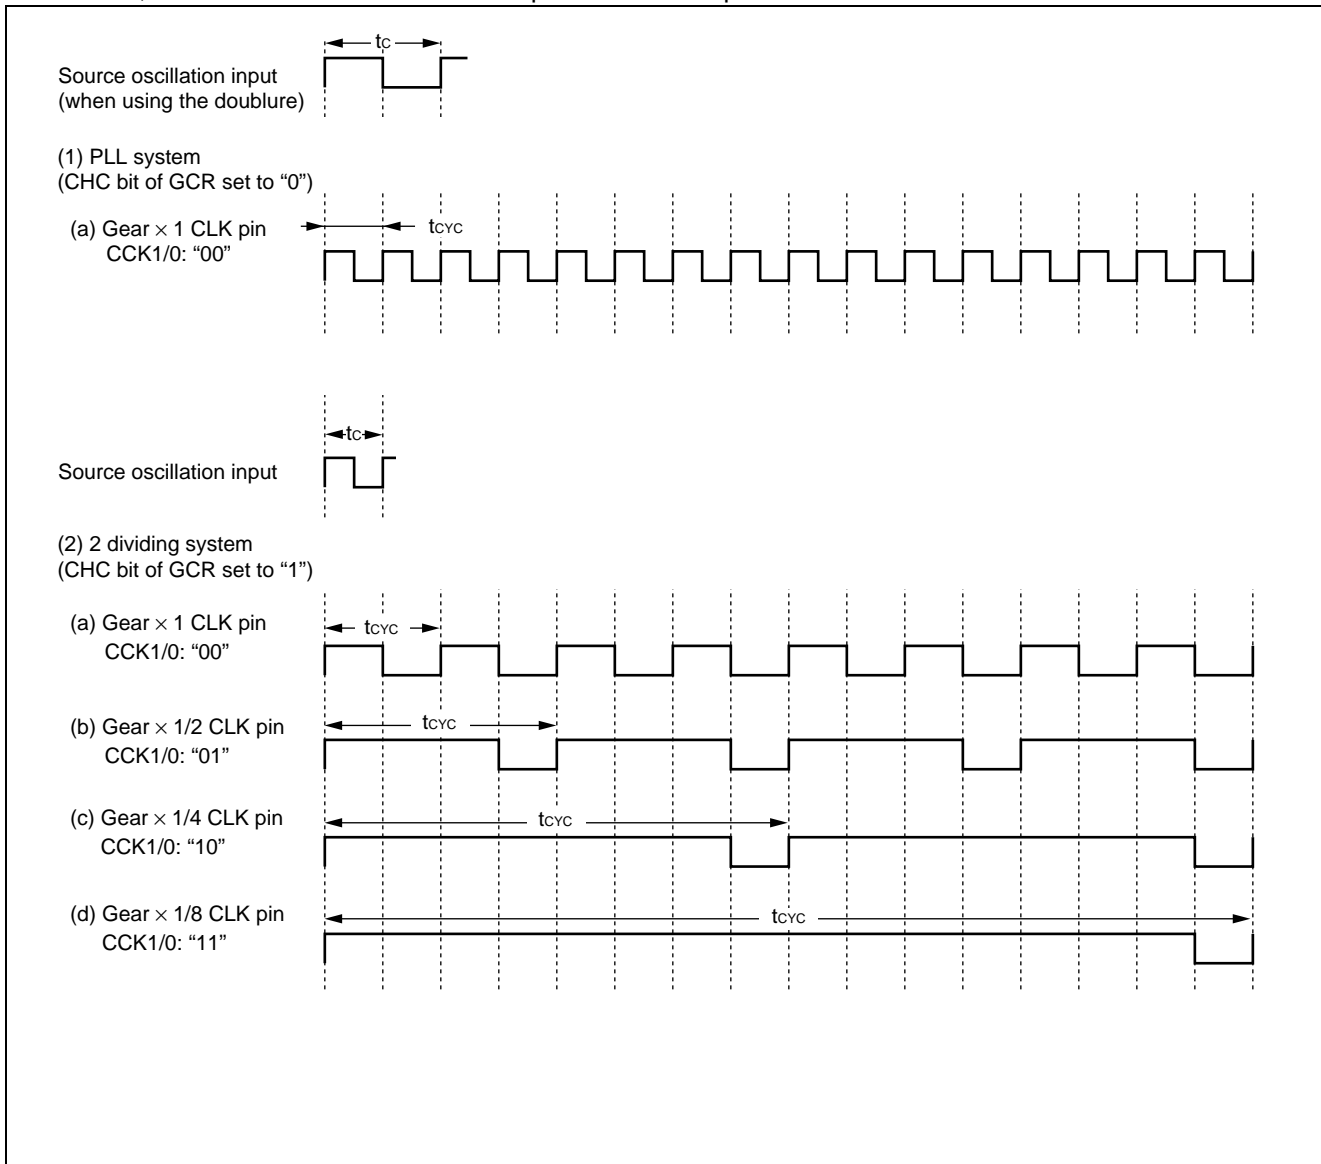 tC
Source oscillation input
(when using the doublure)
(1) PLL system
(CHC bit of GCR set to “0”)
(a) Gear × 1 CLK pin
CCK1/0: “00”
tCYC
tC
Source oscillation input
(2) 2 dividing system
(CHC bit of GCR set to “1”)
(a) Gear × 1 CLK pin
CCK1/0: “00”
tCYC
(b) Gear × 1/2 CLK pin
CCK1/0: “01”
tCYC
(c) Gear × 1/4 CLK pin
CCK1/0: “10”
tCYC
(d) Gear × 1/8 CLK pin
CCK1/0: “11”
tCYC